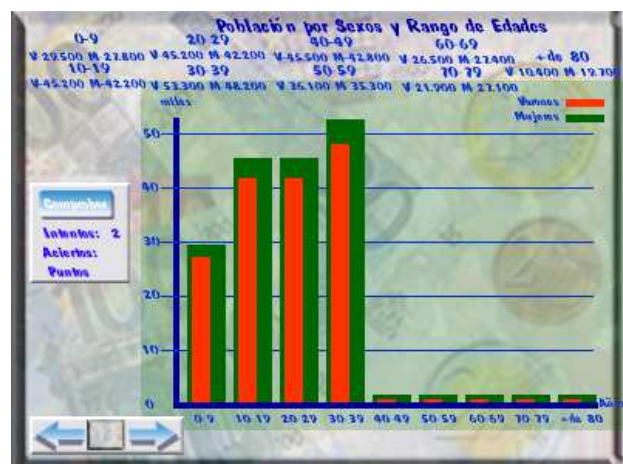 Población por Sexos y Rango de Edades
0-9 20-29 40-49 60-69
V 29.500 M 27.800 V 45.200 M 42.200 V-45.500 M-42.800 V 26.500 M-27.400 + de 80
10-19 30-39 50-59 70-79 V 10.400 M 19.700
V-45.200 M-42.200 V 53.300 M 48.200 V 36.100 M 35.300 V 21.900 M 27.100
miles
Varones
Mujeres
50
40
30
20
10
0
Comprobar
Intentos: 2
Aciertos:
Puntos
0-9 10-19 20-29 30-39 40-49 50-59 60-69 70-79 +de 80